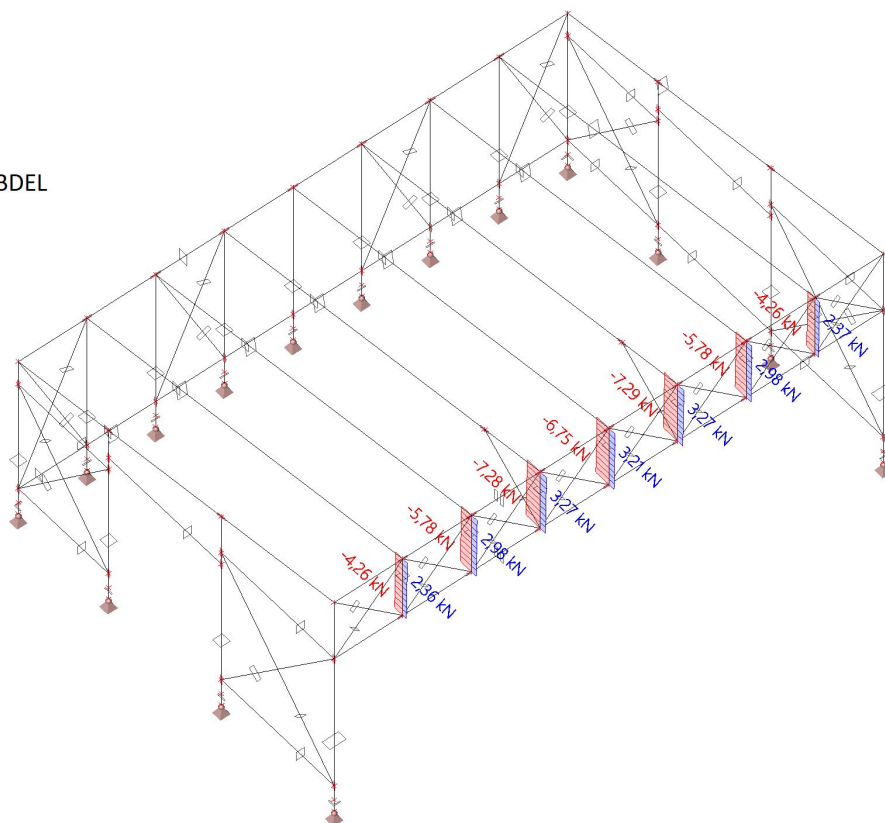 BDEL
-4,26 kN
2,37 kN
-5,78 kN
2,98 kN
-7,29 kN
3,27 kN
-6,75 kN
3,21 kN
-7,28 kN
3,27 kN
-5,78 kN
2,98 kN
-4,26 kN
2,36 kN